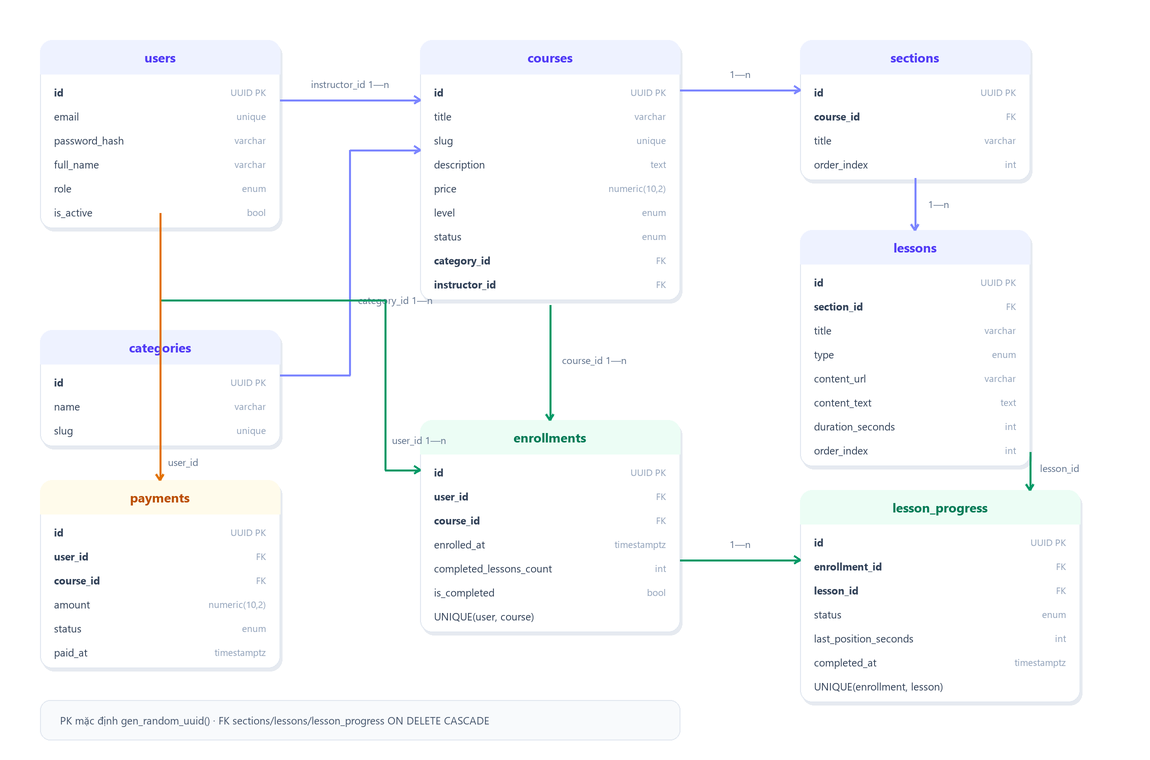 users
id UUID PK
email unique
password_hash varchar
full_name varchar
role enum
is_active bool
instructor_id 1—n
courses
id UUID PK
title varchar
slug unique
description text
price numeric(10,2)
level enum
status enum
category_id FK
instructor_id FK
1—n
sections
id UUID PK
course_id FK
title varchar
order_index int
1—n
lessons
id UUID PK
section_id FK
title varchar
type enum
content_url varchar
content_text text
duration_seconds int
order_index int
category_id 1—n
categories
id UUID PK
name varchar
slug unique
course_id 1—n
user_id 1—n
user_id
payments
id UUID PK
user_id FK
course_id FK
amount numeric(10,2)
status enum
paid_at timestamptz
enrollments
id UUID PK
user_id FK
course_id FK
enrolled_at timestamptz
completed_lessons_count int
is_completed bool
UNIQUE(user, course)
1—n
lesson_id
lesson_progress
id UUID PK
enrollment_id FK
lesson_id FK
status enum
last_position_seconds int
completed_at timestamptz
UNIQUE(enrollment, lesson)
PK mặc định gen_random_uuid() · FK sections/lessons/lesson_progress ON DELETE CASCADE